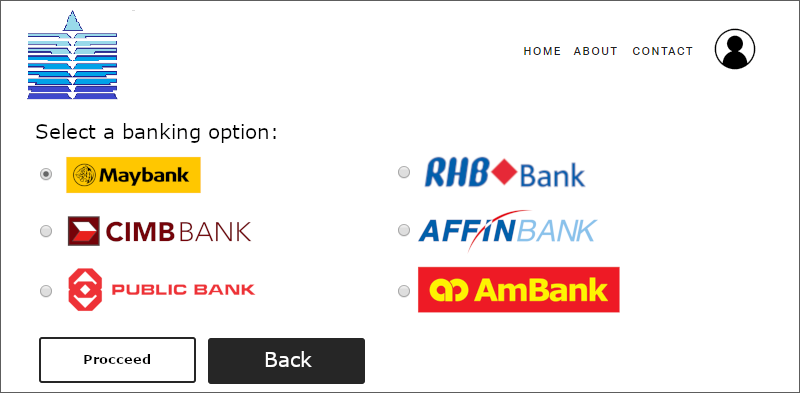 HOME ABOUT CONTACT
Select a banking option:
Maybank
RHB Bank
CIMB BANK
AFFIN BANK
PUBLIC BANK
AmBank
Procceed
Back